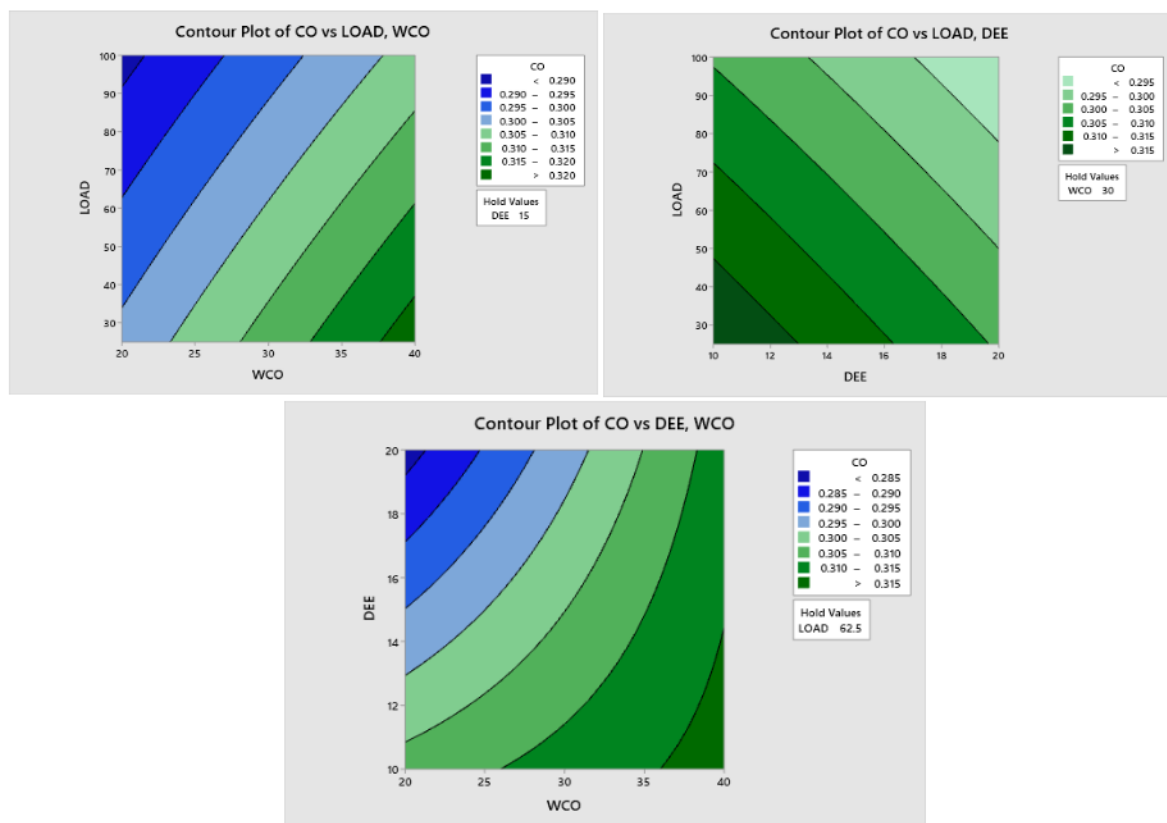 Contour Plot of CO vs LOAD, WCO
CO
< 0.290
0.290 – 0.295
0.295 – 0.300
0.300 – 0.305
0.305 – 0.310
0.310 – 0.315
0.315 – 0.320
> 0.320
Hold Values
DEE 15
LOAD
100
90
80
70
60
50
40
30
20 25 30 35 40
WCO
Contour Plot of CO vs LOAD, DEE
CO
< 0.295
0.295 – 0.300
0.300 – 0.305
0.305 – 0.310
0.310 – 0.315
> 0.315
Hold Values
WCO 30
LOAD
100
90
80
70
60
50
40
30
10 12 14 16 18 20
DEE
Contour Plot of CO vs DEE, WCO
CO
< 0.285
0.285 – 0.290
0.290 – 0.295
0.295 – 0.300
0.300 – 0.305
0.305 – 0.310
0.310 – 0.315
> 0.315
Hold Values
LOAD 62.5
DEE
20
18
16
14
12
10
20 25 30 35 40
WCO